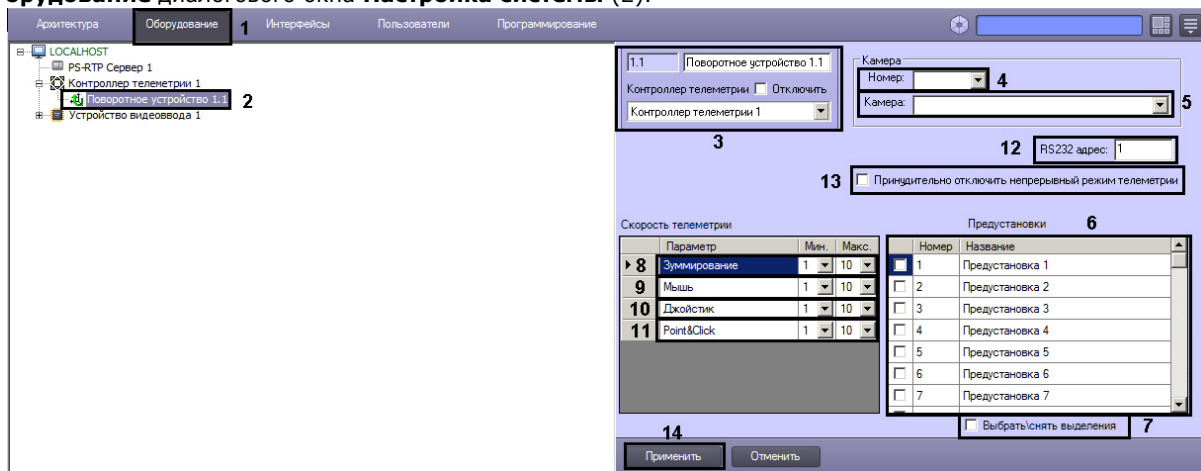 орудование диалогового окна Настройка системы (2).
Архитектура Оборудование 1 Интерфейсы Пользователи Программирование
LOCALHOST
PS-RTP Сервер 1
Контроллер телеметрии 1
Поворотное устройство 1.1 2
Устройство видеоввода 1
1.1 Поворотное устройство 1.1
Контроллер телеметрии Отключить
Контроллер телеметрии 1
3
Камера
Номер: 4
Камера: 5
12 RS232 адрес: 1
13 Принудительно отключить непрерывный режим телеметрии
Скорость телеметрии
Параметр Мин. Макс.
8 Зуммирование 1 10
9 Мышь 1 10
10 Джойстик 1 10
11 Point&Click 1 10
Предустановки 6
Номер Название
1 Предустановка 1
2 Предустановка 2
3 Предустановка 3
4 Предустановка 4
5 Предустановка 5
6 Предустановка 6
7 Предустановка 7
Выбрать\снять выделения 7
14
Применить Отменить